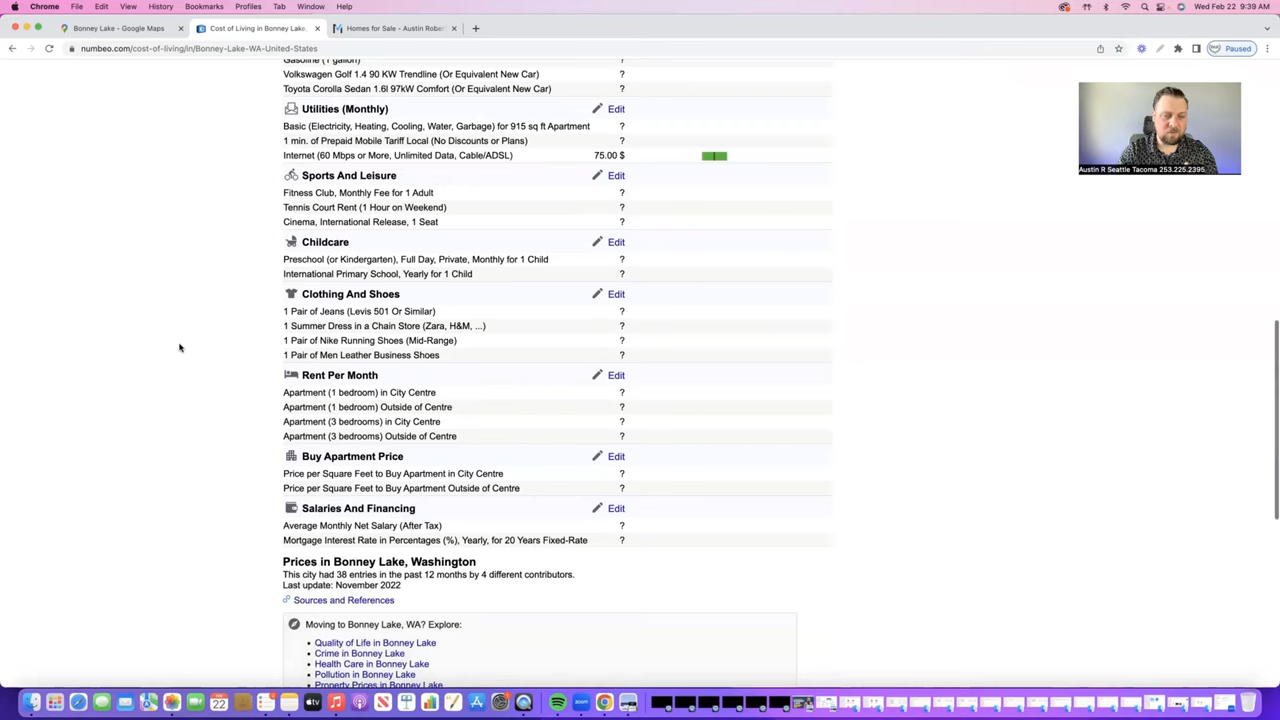 Chrome File Edit View History Bookmarks Profiles Tab Window Help Wed Feb 22 9:39 AM
Bonney Lake - Google Maps Cost of Living in Bonney Lake, Homes for Sale - Austin Rober
numbeo.com/cost-of-living/in/Bonney-Lake-WA-United-States Paused
Gasoline (1 gallon) ?
Volkswagen Golf 1.4 90 KW Trendline (Or Equivalent New Car) ?
Toyota Corolla Sedan 1.6l 97kW Comfort (Or Equivalent New Car) ?
Utilities (Monthly) Edit
Basic (Electricity, Heating, Cooling, Water, Garbage) for 915 sq ft Apartment ?
1 min. of Prepaid Mobile Tariff Local (No Discounts or Plans) ?
Internet (60 Mbps or More, Unlimited Data, Cable/ADSL) 75.00 $
Austin R Seattle Tacoma 253.225.2395
Sports And Leisure Edit
Fitness Club, Monthly Fee for 1 Adult ?
Tennis Court Rent (1 Hour on Weekend) ?
Cinema, International Release, 1 Seat ?
Childcare Edit
Preschool (or Kindergarten), Full Day, Private, Monthly for 1 Child ?
International Primary School, Yearly for 1 Child ?
Clothing And Shoes Edit
1 Pair of Jeans (Levis 501 Or Similar) ?
1 Summer Dress in a Chain Store (Zara, H&M, ...) ?
1 Pair of Nike Running Shoes (Mid-Range) ?
1 Pair of Men Leather Business Shoes ?
Rent Per Month Edit
Apartment (1 bedroom) in City Centre ?
Apartment (1 bedroom) Outside of Centre ?
Apartment (3 bedrooms) in City Centre ?
Apartment (3 bedrooms) Outside of Centre ?
Buy Apartment Price Edit
Price per Square Feet to Buy Apartment in City Centre ?
Price per Square Feet to Buy Apartment Outside of Centre ?
Salaries And Financing Edit
Average Monthly Net Salary (After Tax) ?
Mortgage Interest Rate in Percentages (%), Yearly, for 20 Years Fixed-Rate ?
Prices in Bonney Lake, Washington
This city had 38 entries in the past 12 months by 4 different contributors.
Last update: November 2022
Sources and References
Moving to Bonney Lake, WA? Explore:
• Quality of Life in Bonney Lake
• Crime in Bonney Lake
• Health Care in Bonney Lake
• Pollution in Bonney Lake
• Property Prices in Bonney Lake